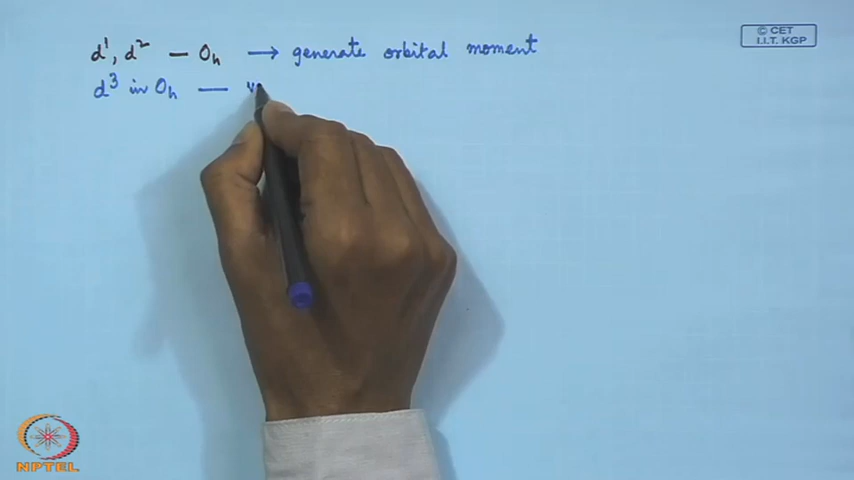 d¹, d² — Oₕ → generate orbital moment
d³ in Oₕ —
© CET
I.I.T. KGP
NPTEL